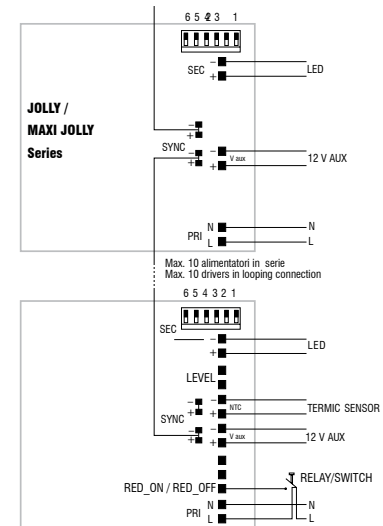 6 5 4 2 3 1
SEC - +
LED
JOLLY /
MAXI JOLLY
Series
- +
SYNC
- + - +
V aux
12 V AUX
PRI N L
N
L
Max. 10 alimentatori in serie
Max. 10 drivers in looping connection
6 5 4 3 2 1
SEC
- +
LED
LEVEL
- + - +
NTC
TERMIC SENSOR
SYNC
- + - +
V aux
12 V AUX
RED_ON / RED_OFF
RELAY/SWITCH
PRI N L
N
L